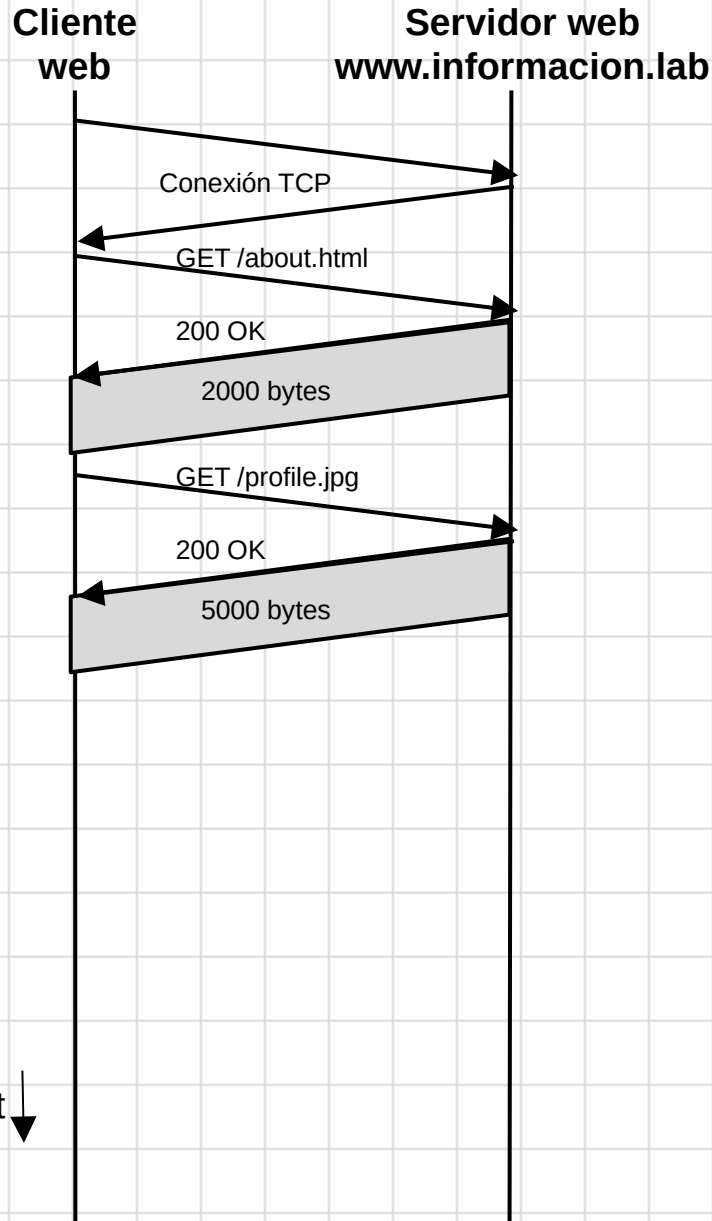 Cliente
web
Servidor web
www.informacion.lab
Conexión TCP
GET /about.html
200 OK
2000 bytes
GET /profile.jpg
200 OK
5000 bytes
t